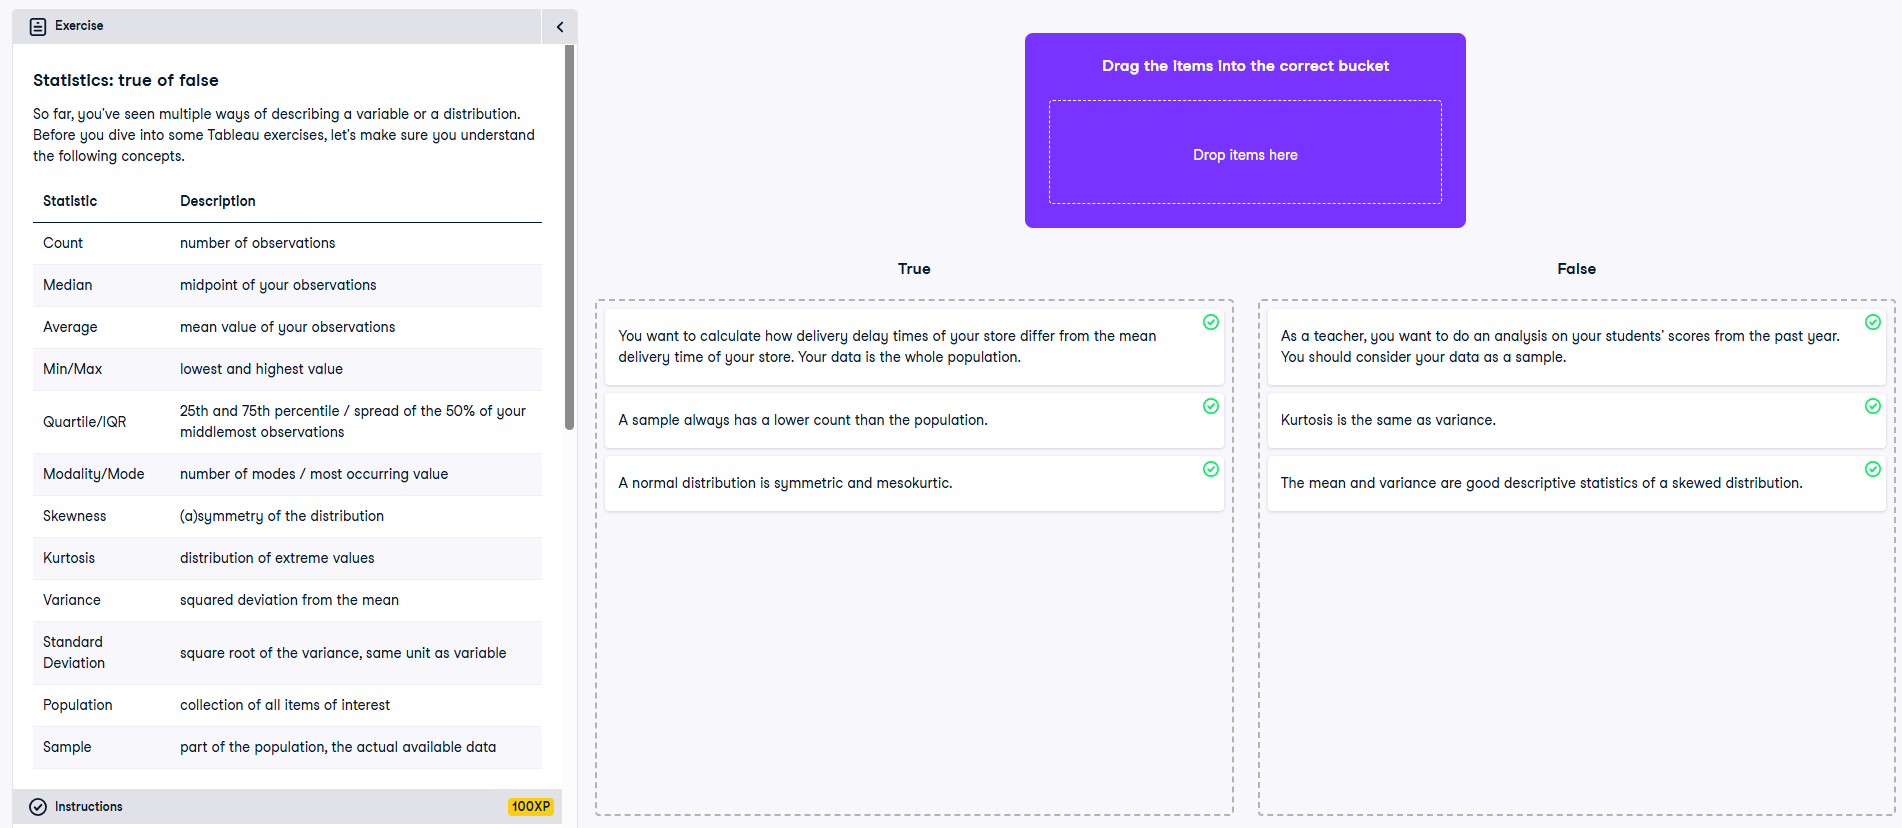 Exercise
Statistics: true of false
So far, you've seen multiple ways of describing a variable or a distribution.
Before you dive into some Tableau exercises, let's make sure you understand
the following concepts.
Statistic Description
Count number of observations
Median midpoint of your observations
Average mean value of your observations
Min/Max lowest and highest value
Quartile/IQR 25th and 75th percentile / spread of the 50% of your
middlemost observations
Modality/Mode number of modes / most occurring value
Skewness (a)symmetry of the distribution
Kurtosis distribution of extreme values
Variance squared deviation from the mean
Standard
Deviation square root of the variance, same unit as variable
Population collection of all items of interest
Sample part of the population, the actual available data
Instructions 100XP
Drag the items into the correct bucket
Drop items here
True
You want to calculate how delivery delay times of your store differ from the mean
delivery time of your store. Your data is the whole population.
A sample always has a lower count than the population.
A normal distribution is symmetric and mesokurtic.
False
As a teacher, you want to do an analysis on your students' scores from the past year.
You should consider your data as a sample.
Kurtosis is the same as variance.
The mean and variance are good descriptive statistics of a skewed distribution.